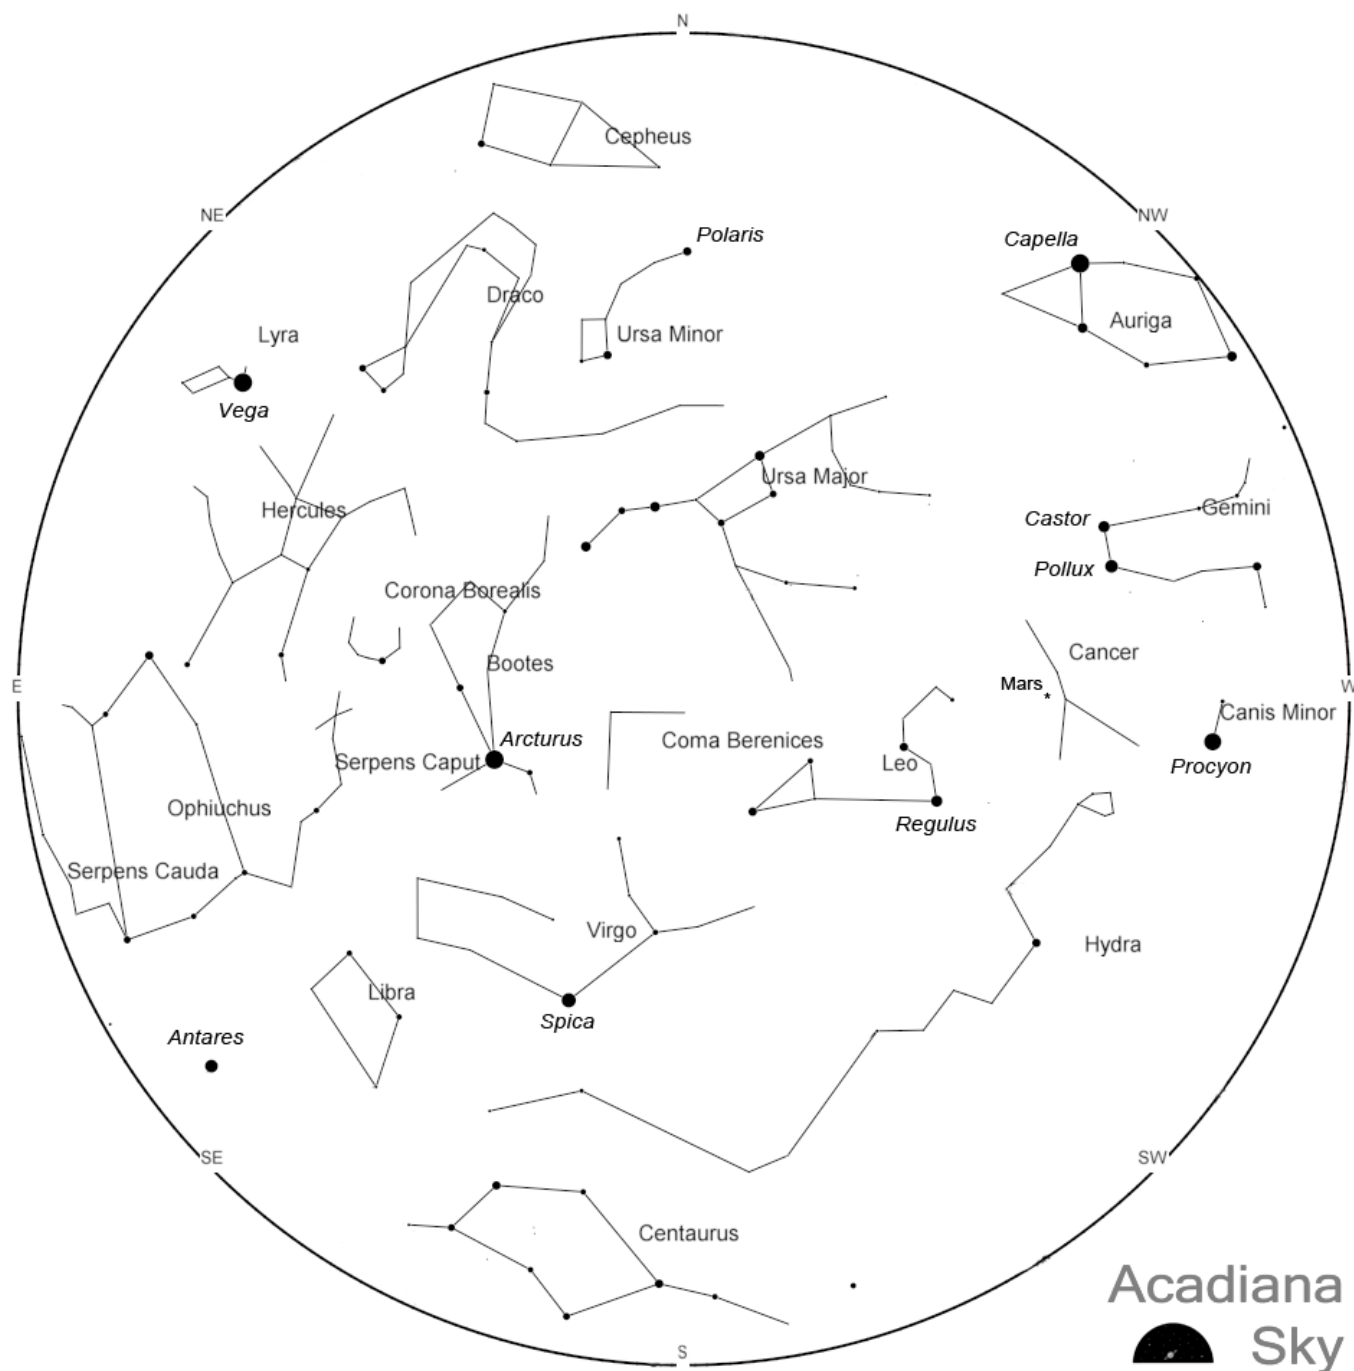 N
Cepheus
NE
NW
Polaris
Capella
Draco
Lyra
Ursa Minor
Auriga
Vega
Ursa Major
Hercules
Gemini
Castor
Pollux
Corona Borealis
Bootes
Cancer
Mars
E
W
Canis Minor
Arcturus
Coma Berenices
Serpens Caput
Leo
Procyon
Ophiuchus
Regulus
Serpens Cauda
Virgo
Hydra
Libra
Spica
Antares
SE
SW
Centaurus
Acadiana
Sky
S